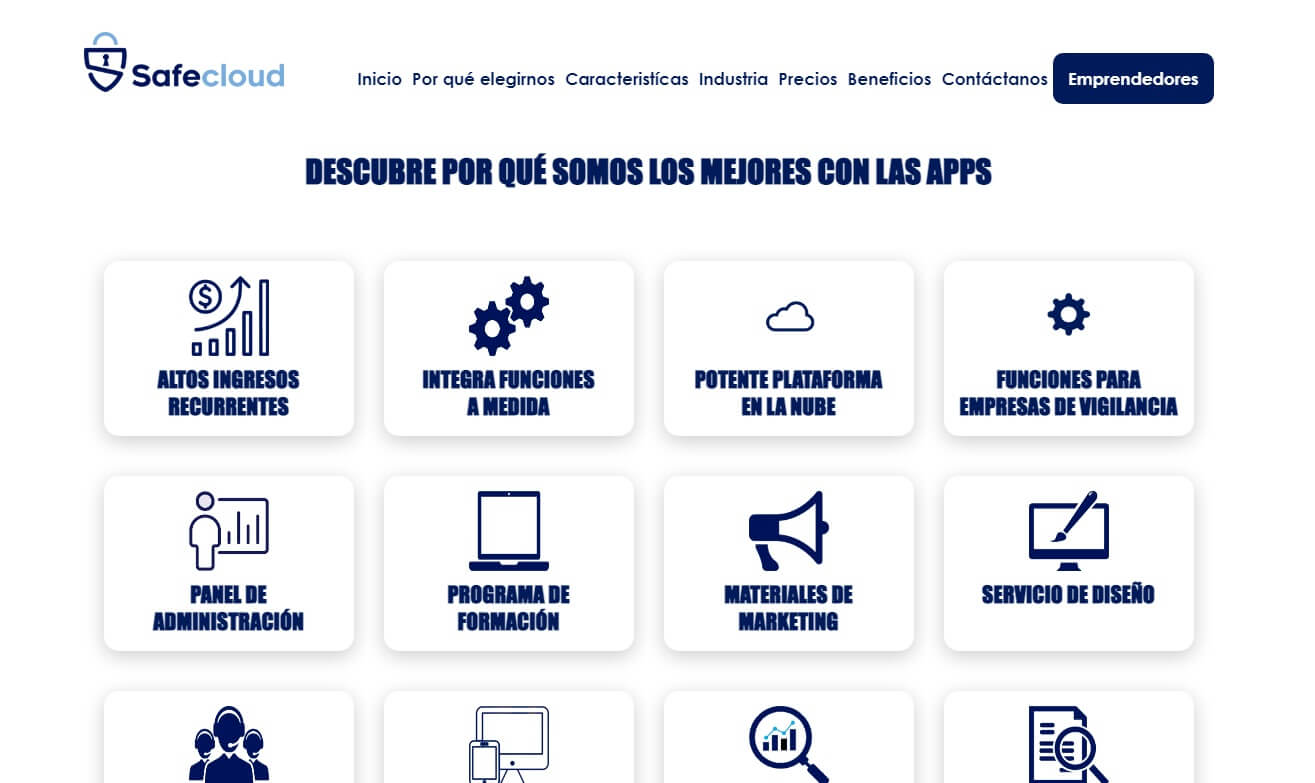 Safecloud
Inicio Por qué elegirnos Caracteristícas Industria Precios Beneficios Contáctanos Emprendedores
DESCUBRE POR QUÉ SOMOS LOS MEJORES CON LAS APPS
ALTOS INGRESOS
RECURRENTES
INTEGRA FUNCIONES
A MEDIDA
POTENTE PLATAFORMA
EN LA NUBE
FUNCIONES PARA
EMPRESAS DE VIGILANCIA
PANEL DE
ADMINISTRACIÓN
PROGRAMA DE
FORMACIÓN
MATERIALES DE
MARKETING
SERVICIO DE DISEÑO